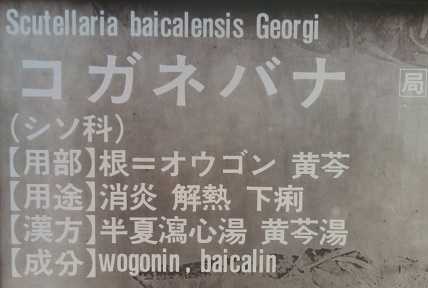 Scutellaria baicalensis Georgi
コガネバナ 局
(シソ科)
【用部】根=オウゴン 黄芩
【用途】消炎 解熱 下痢
【漢方】半夏瀉心湯 黄芩湯
【成分】wogonin , baicalin